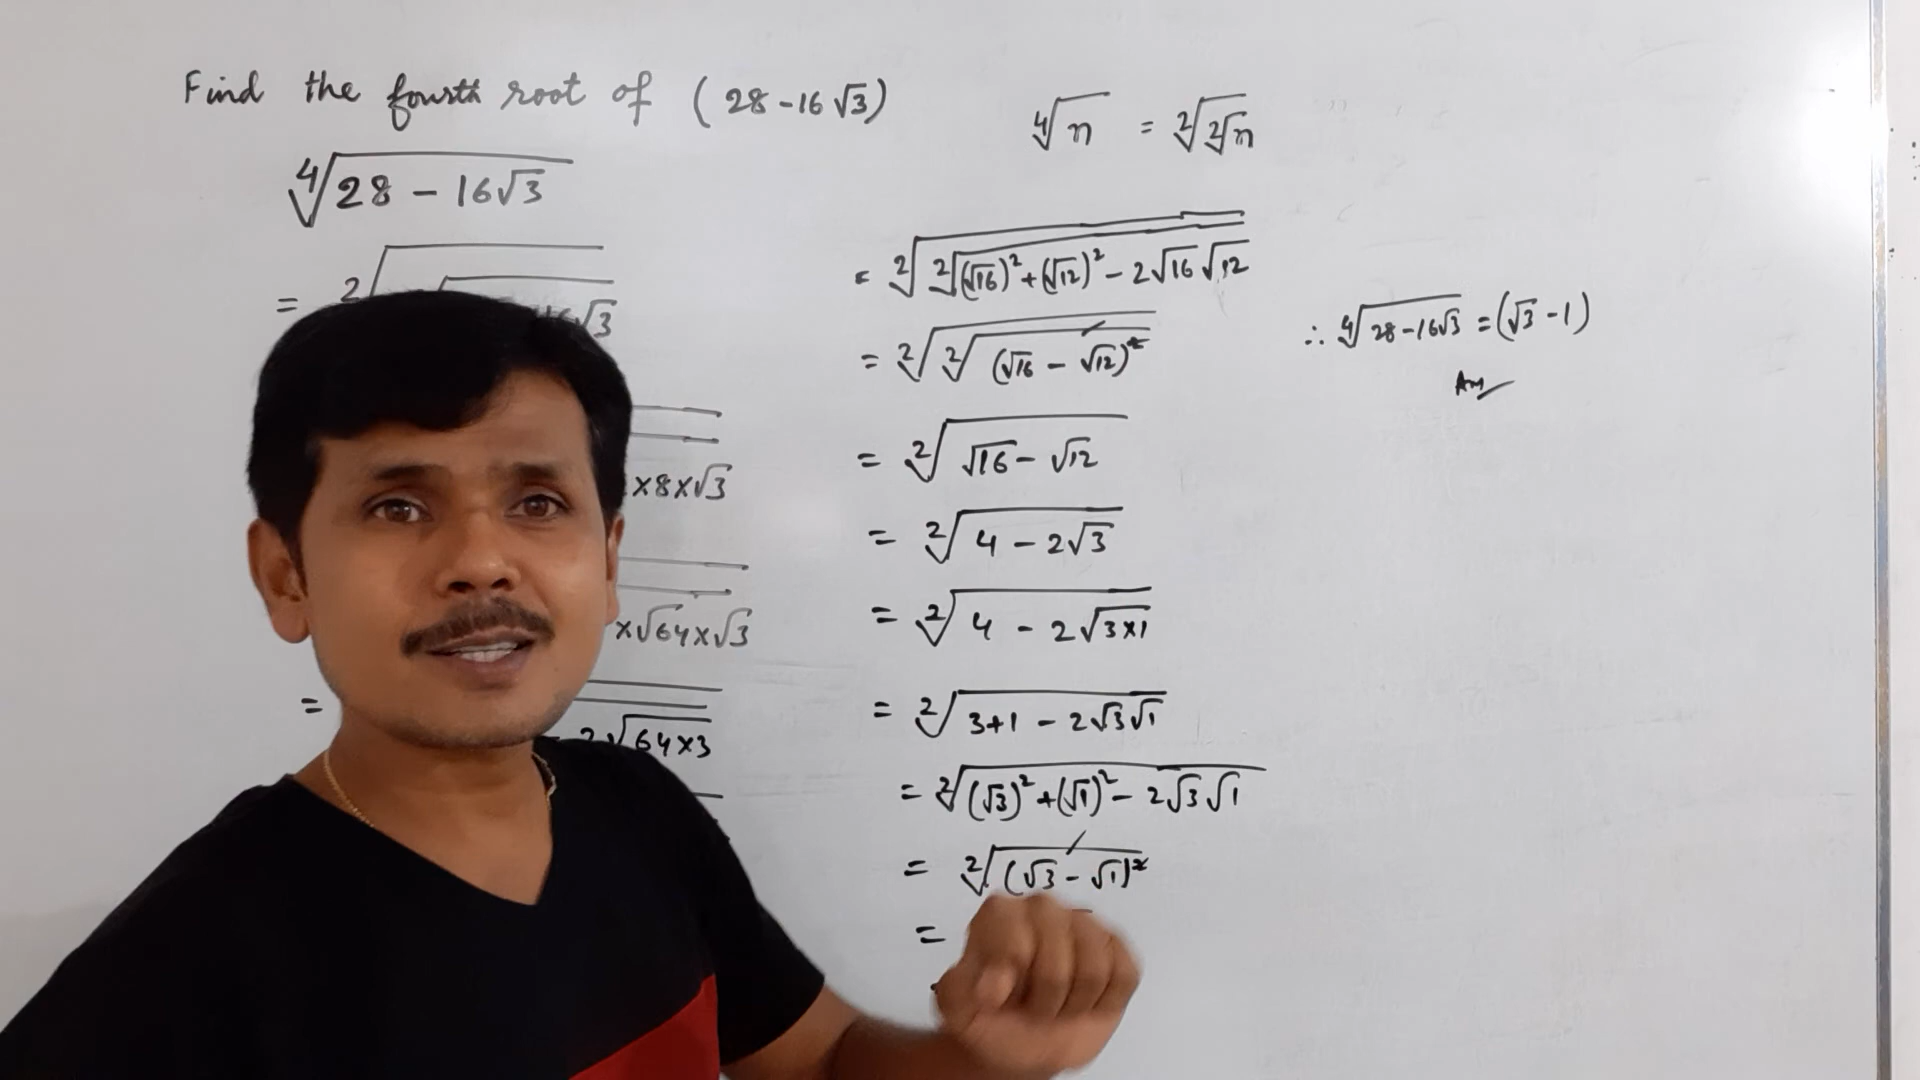 Find the fourth root of (28-16√3)
∜n = ²√²√n
∜28 - 16√3
=
²√
√3
×8×√3
×√64×√3
=
- 2√64×3
= ²√²√(√16)²+(√12)²-2√16√12
= ²√²√(√16 - √12)²
= ²√√16 - √12
= ²√4 - 2√3
= ²√4 - 2√3×1
= ²√3+1 - 2√3√1
= ²√(√3)²+(√1)²-2√3√1
= ²√(√3-√1)²
=
∴ ∜28-16√3 = (√3-1)
Ans